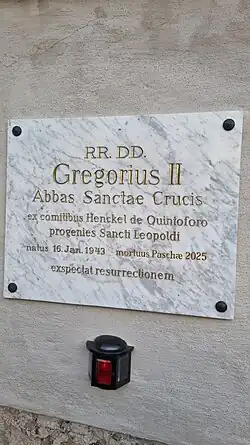 RR. DD.
Gregorius II
Abbas Sanctae Crucis
ex comitibus Henckel de Quintoforo
progenies Sancti Leopoldi
natus 16. Jan. 1943 - mortuus Paschæ 2025
exspectat resurrectionem